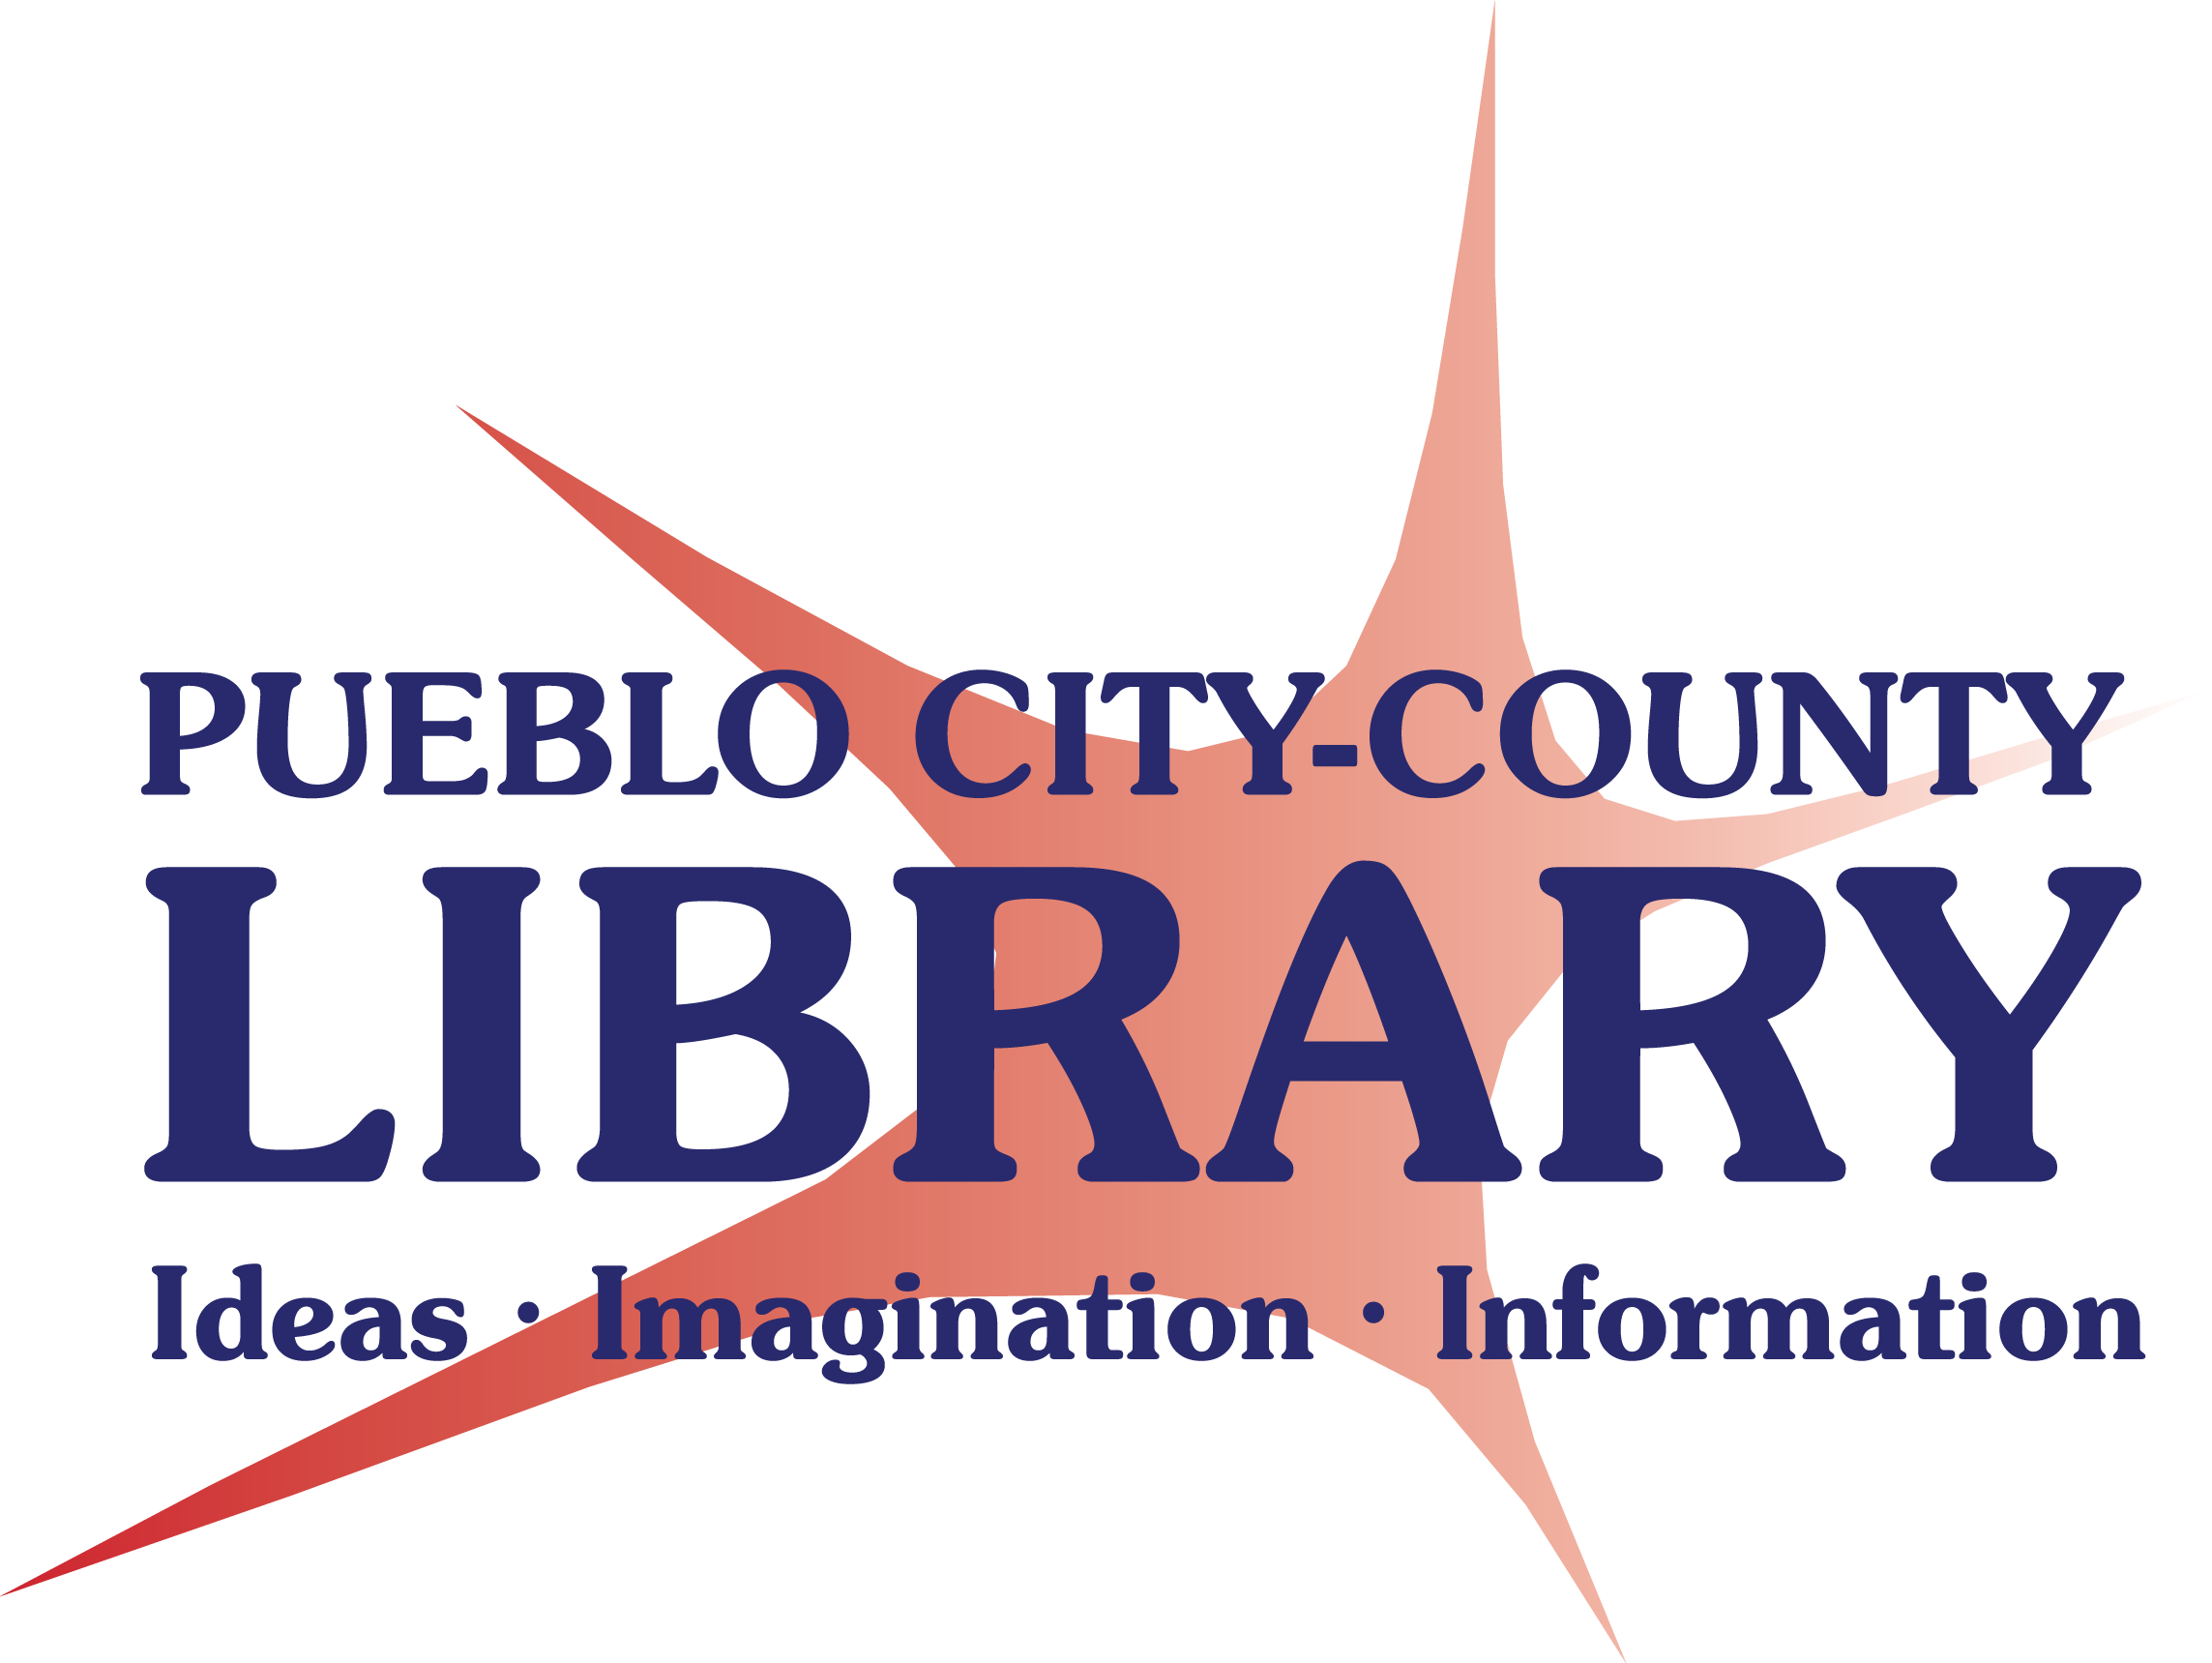 PUEBLO CITY-COUNTY
LIBRARY
Ideas · Imagination · Information